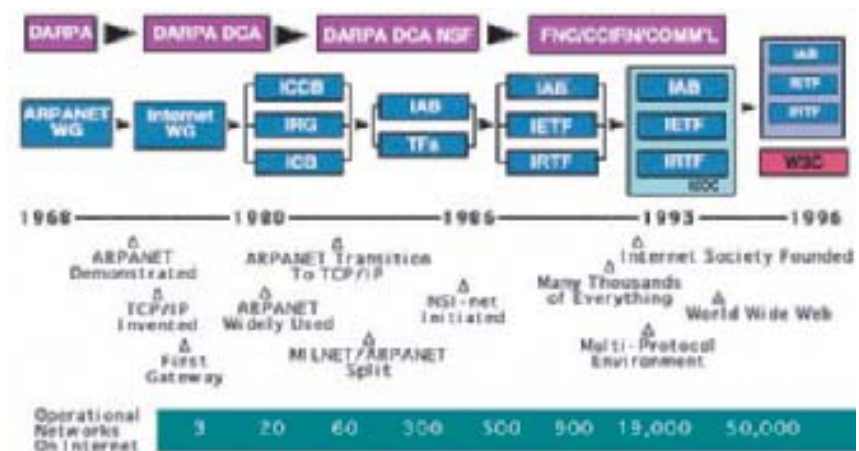 DARPA DARPA DCA DARPA DCA NSF FNC/CCIRN/COMM'L
ARPANET WG
Internet WG
ICCB
IRG
ICB
IAB
TFs
IAB
IETF
IRTF
IAB
IETF
IRTF
ISOC
IAB
IETF
IRTF
W3C
1968 1980 1986 1993 1996
ARPANET
Demonstrated
TCP/IP
Invented
First
Gateway
ARPANET
Widely Used
ARPANET Transition
To TCP/IP
MILNET/ARPANET
Split
Initiated
Many Thousands
of Everything
Internet Society Founded
World Wide Web
Multi-Protocol
Environment
Operational
Networks
On Internet
3 20 60 300 500 900 19,000 50,000